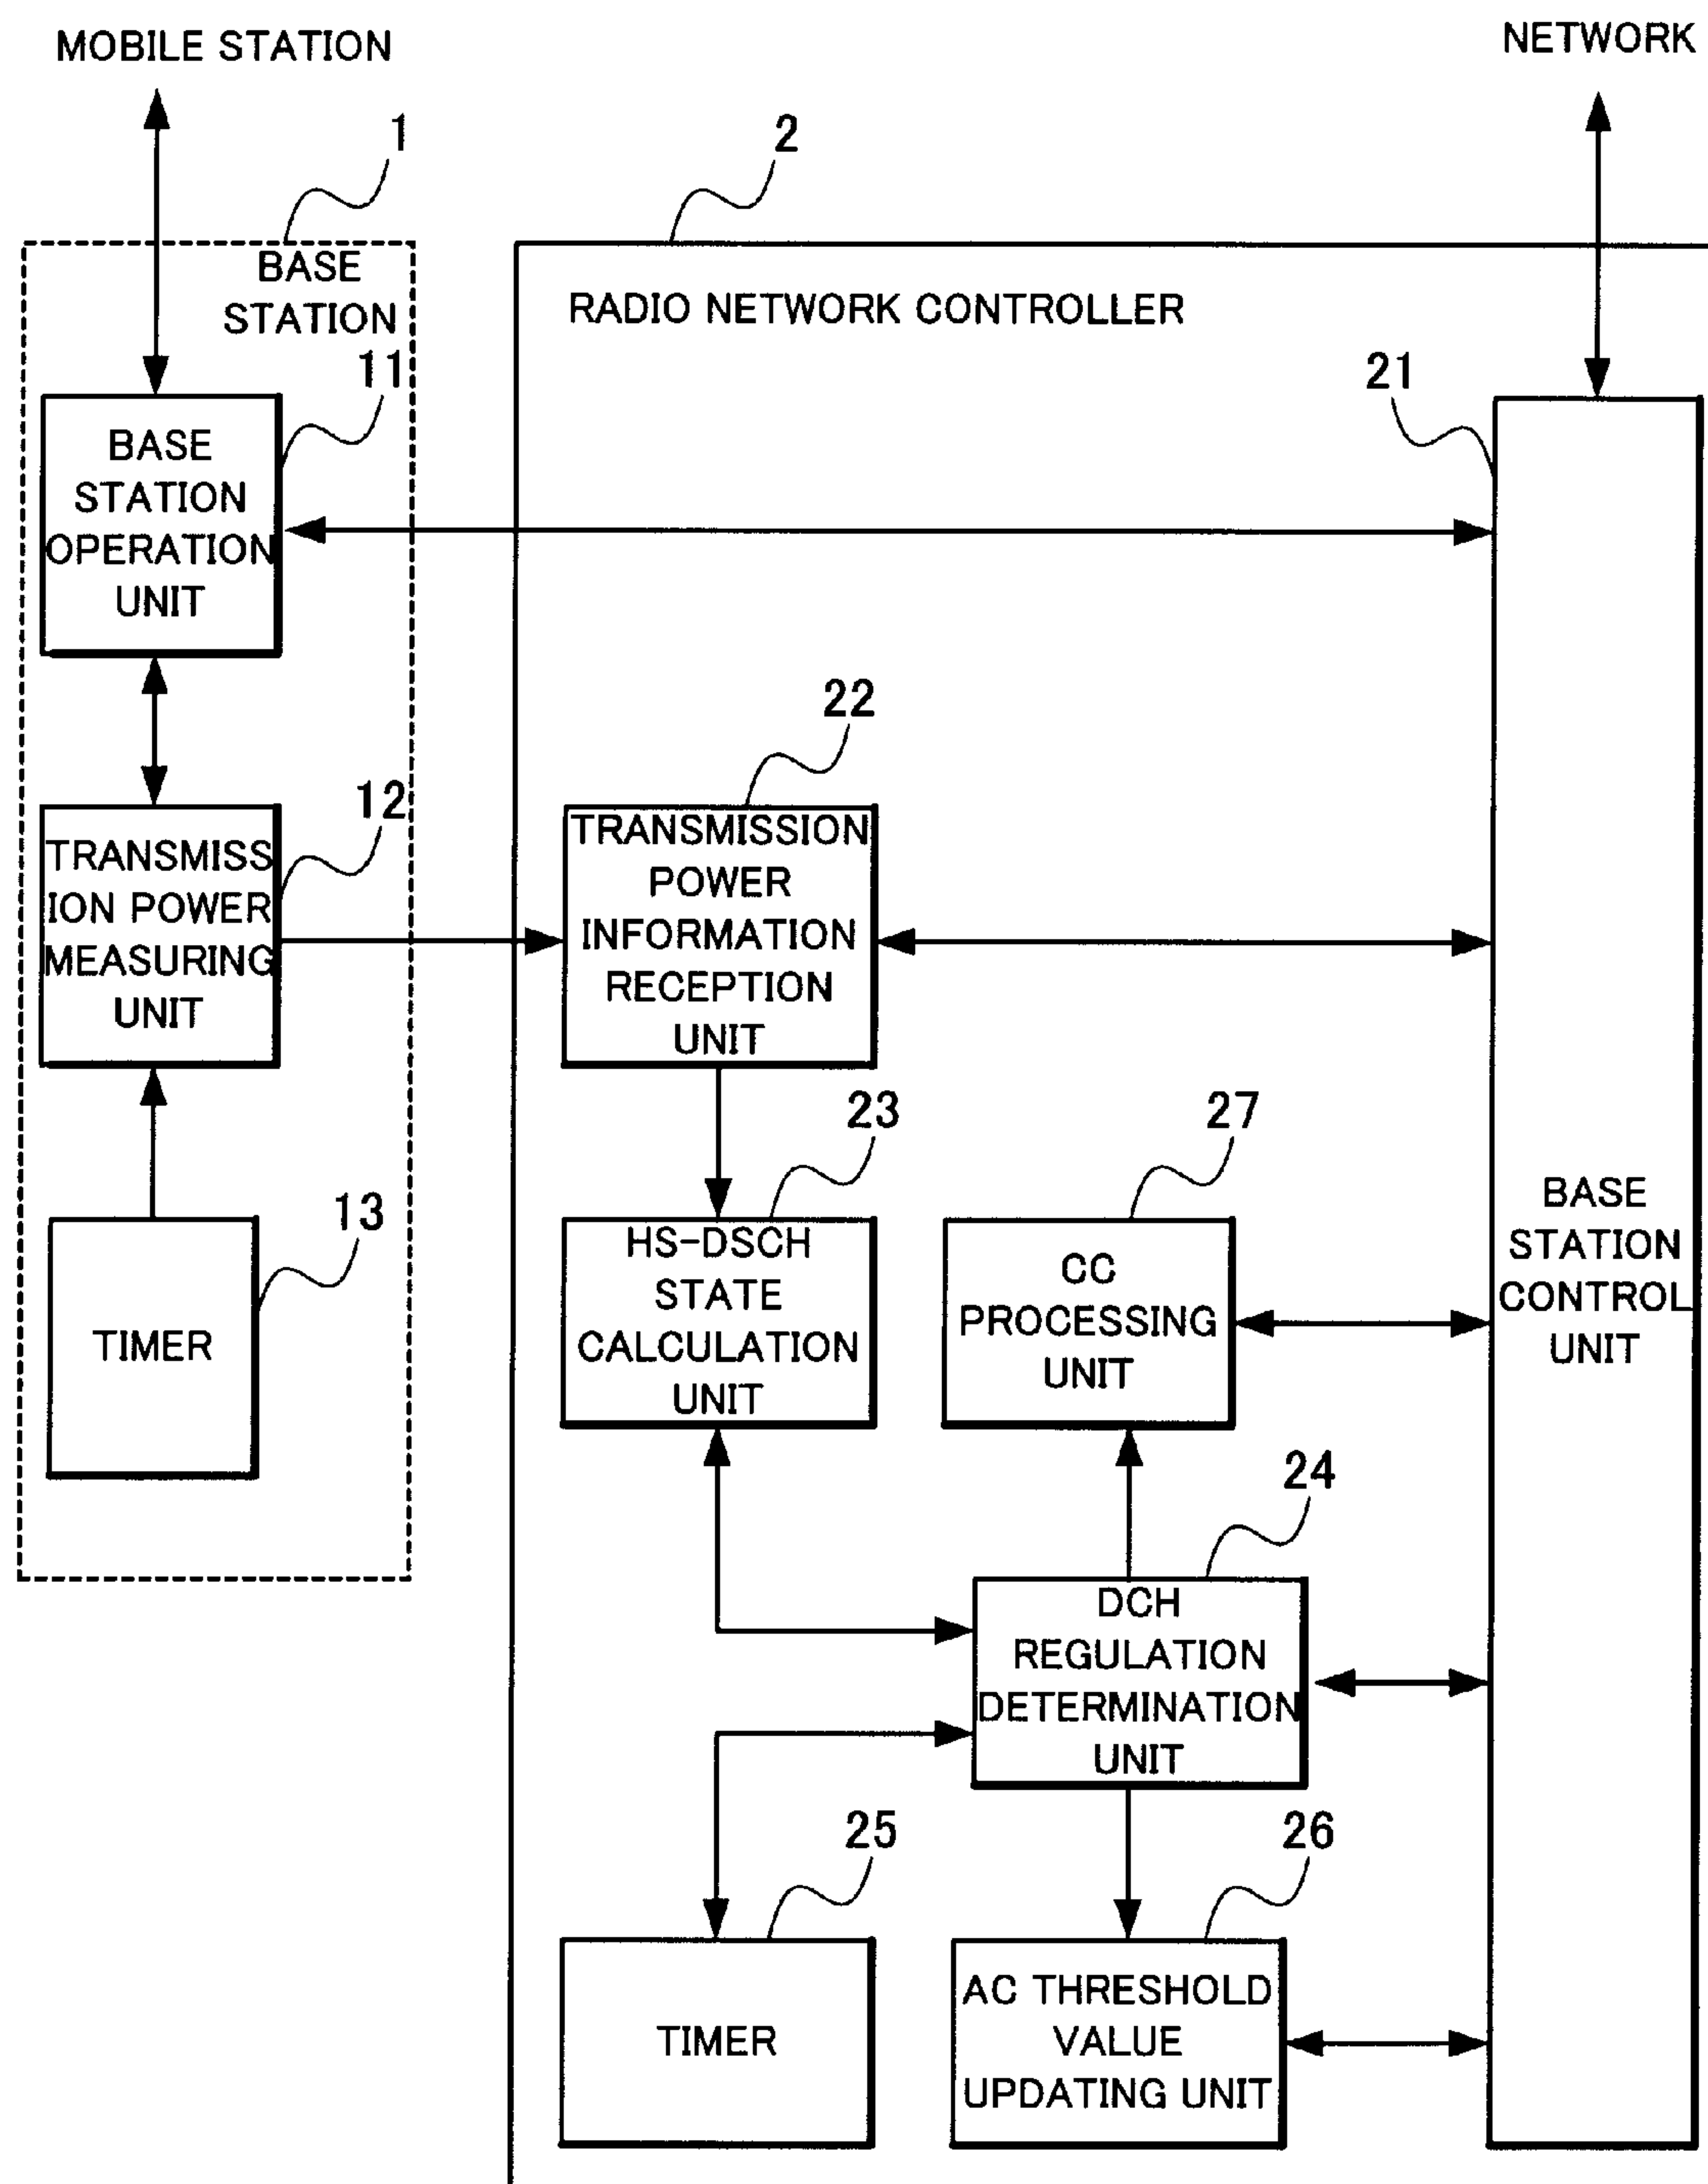 MOBILE STATION
NETWORK
1
2
BASE
STATION
RADIO NETWORK CONTROLLER
11
21
BASE
STATION
OPERATION
UNIT
22
12
TRANSMISS
ION POWER
MEASURING
UNIT
TRANSMISSION
POWER
INFORMATION
RECEPTION
UNIT
23
27
13
TIMER
HS-DSCH
STATE
CALCULATION
UNIT
CC
PROCESSING
UNIT
BASE
STATION
CONTROL
UNIT
24
DCH
REGULATION
DETERMINATION
UNIT
25
26
TIMER
AC THRESHOLD
VALUE
UPDATING UNIT